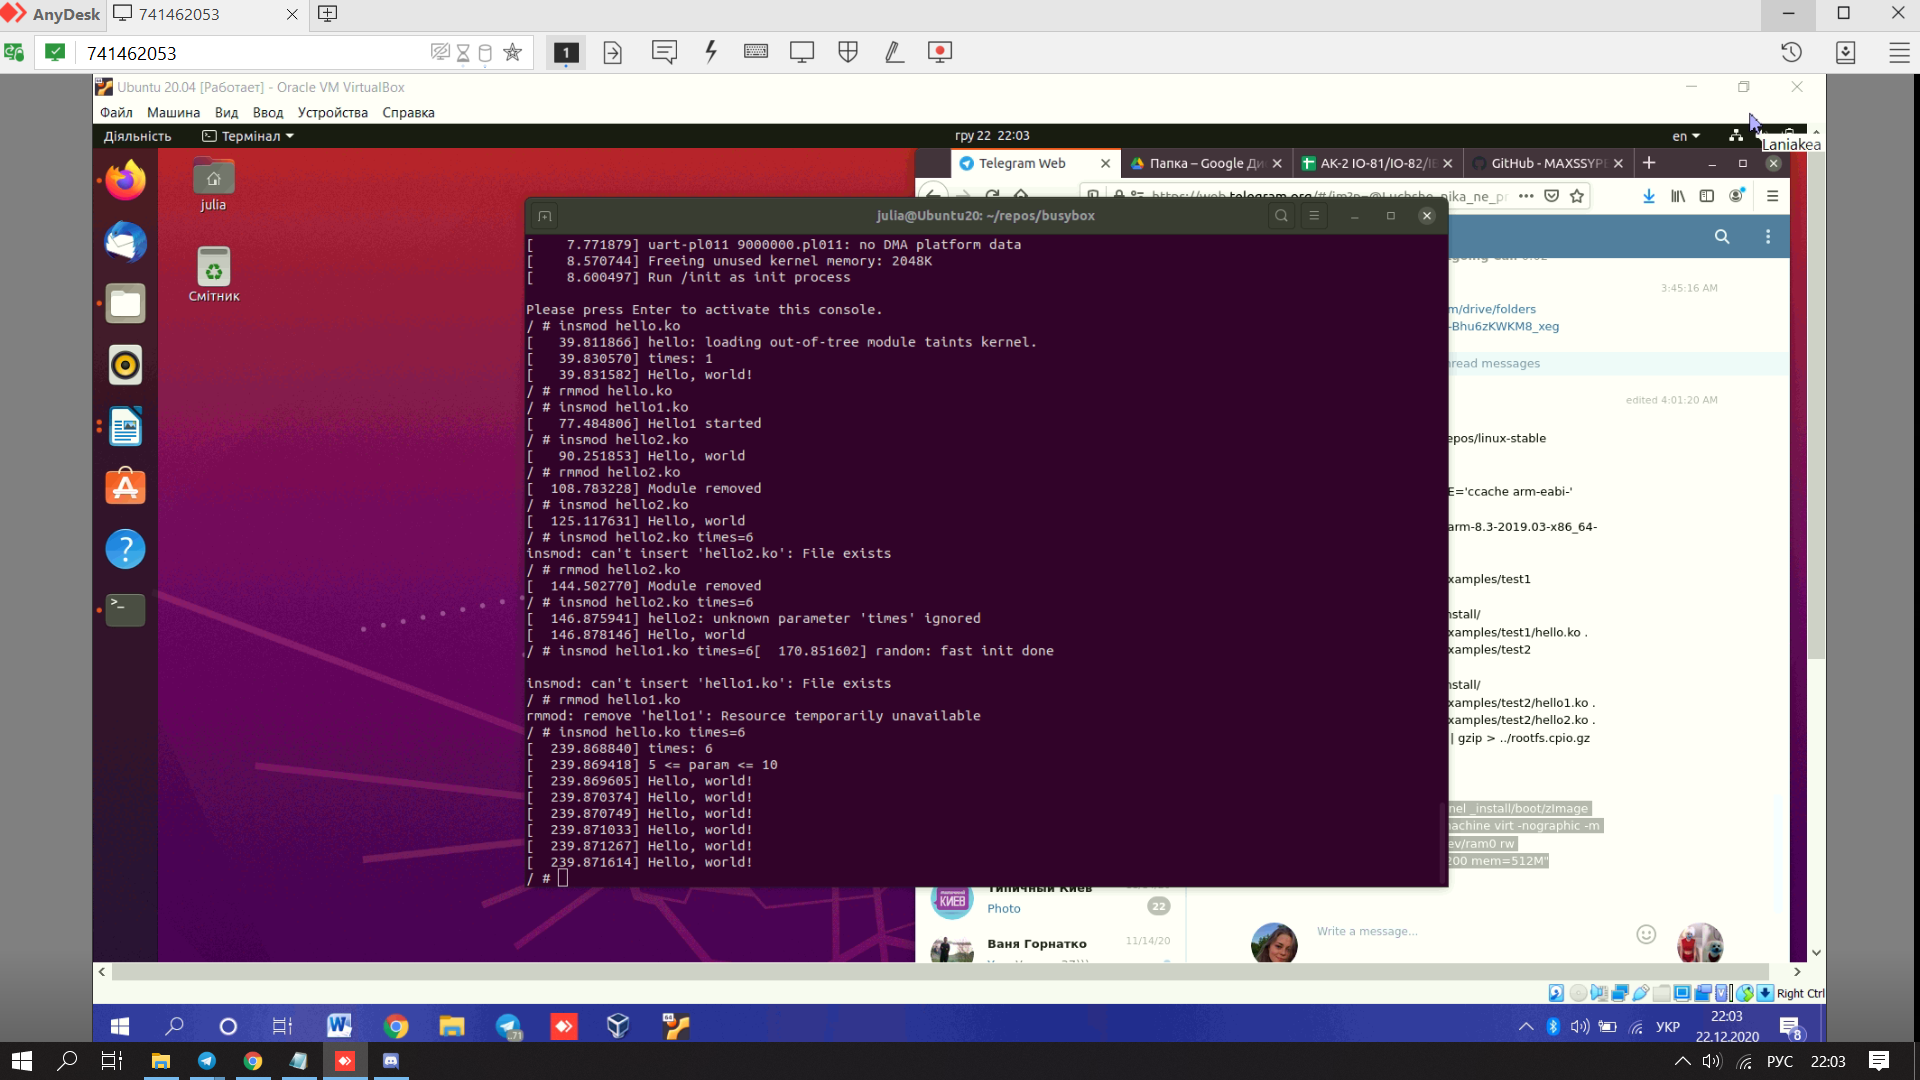 AnyDesk
741462053
741462053
1
Ubuntu 20.04 [Работает] - Oracle VM VirtualBox
Файл Машина Вид Ввод Устройства Справка
Діяльність Термінал гру 22 22:03 en
Laniakea
Telegram Web Папка – Google Ди АК-2 ІО-81/ІО-82/ІВ GitHub - MAXSSYPE
julia
Смітник
julia@Ubuntu20: ~/repos/busybox
[    7.771879] uart-pl011 9000000.pl011: no DMA platform data
[    8.570744] Freeing unused kernel memory: 2048K
[    8.600497] Run /init as init process
Please press Enter to activate this console.
/ # insmod hello.ko
[   39.811866] hello: loading out-of-tree module taints kernel.
[   39.830570] times: 1
[   39.831582] Hello, world!
/ # rmmod hello.ko
/ # insmod hello1.ko
[   77.484806] Hello1 started
/ # insmod hello2.ko
[   90.251853] Hello, world
/ # rmmod hello2.ko
[  108.783228] Module removed
/ # insmod hello2.ko
[  125.117631] Hello, world
/ # insmod hello2.ko times=6
insmod: can't insert 'hello2.ko': File exists
/ # rmmod hello2.ko
[  144.502770] Module removed
/ # insmod hello2.ko times=6
[  146.875941] hello2: unknown parameter 'times' ignored
[  146.878146] Hello, world
/ # insmod hello1.ko times=6[  170.851602] random: fast init done
insmod: can't insert 'hello1.ko': File exists
/ # rmmod hello1.ko
rmmod: remove 'hello1': Resource temporarily unavailable
/ # insmod hello.ko times=6
[  239.868840] times: 6
[  239.869418] 5 <= param <= 10
[  239.869605] Hello, world!
[  239.870374] Hello, world!
[  239.870749] Hello, world!
[  239.871033] Hello, world!
[  239.871267] Hello, world!
[  239.871614] Hello, world!
/ #
3:45:16 AM
m/drive/folders
-Bhu6zKWKM8_xeg
read messages
edited 4:01:20 AM
epos/linux-stable
E='ccache arm-eabi-'
arm-8.3-2019.03-x86_64-
xamples/test1
nstall/
xamples/test1/hello.ko .
xamples/test2
nstall/
xamples/test2/hello1.ko .
xamples/test2/hello2.ko .
| gzip > ../rootfs.cpio.gz
nel _install/boot/zImage
achine virt -nographic -m
ev/ram0 rw
200 mem=512M"
Типичный Киев
КИЕВ
Photo 22
Ваня Горнатко 11/14/20
Write a message...
Right Ctrl
71
УКР 22:03
22.12.2020 8
РУС 22:03